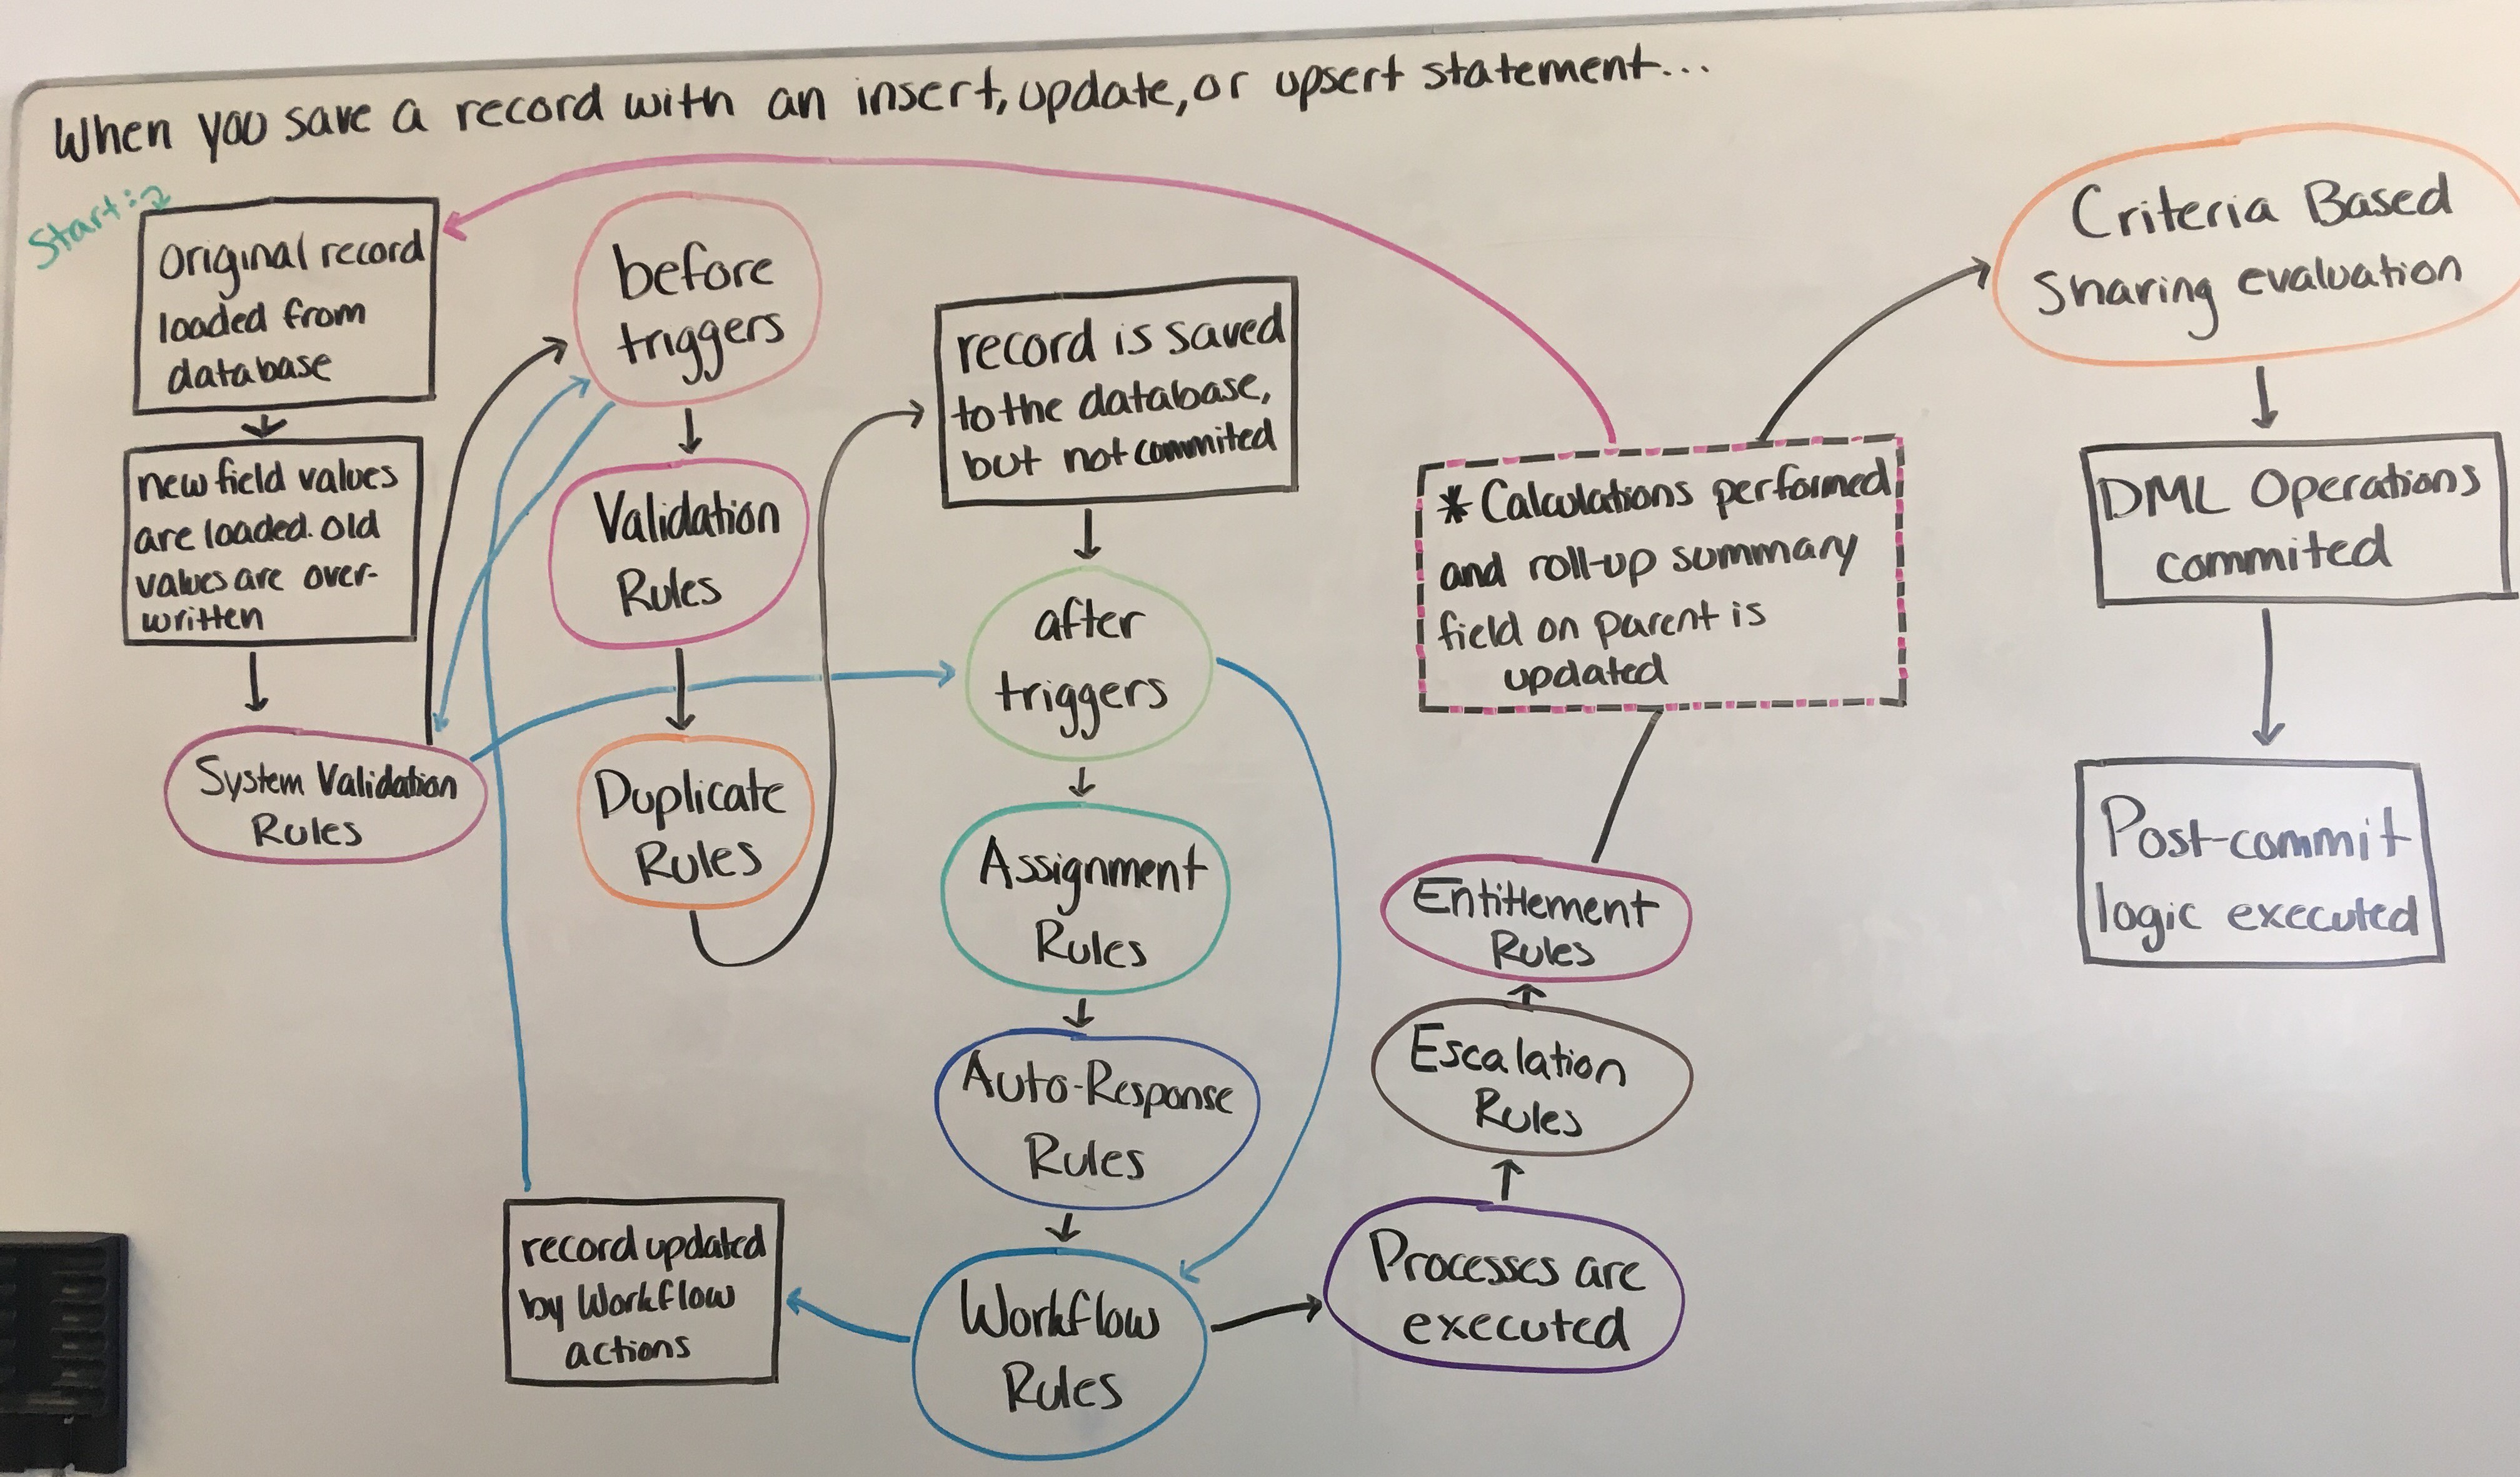 When you save a record with an insert, update, or upsert statement...
Start:
original record
loaded from
database
new field values
are loaded. old
values are over-
written
System Validation
Rules
before
triggers
Validation
Rules
Duplicate
Rules
record is saved
to the database,
but not commited
after
triggers
Assignment
Rules
Auto-Response
Rules
Workflow
Rules
record updated
by Workflow
actions
Processes are
executed
Escalation
Rules
Entitlement
Rules
* Calculations performed
and roll-up summary
field on parent is
updated
Criteria Based
Sharing evaluation
DML Operations
commited
Post-commit
logic executed